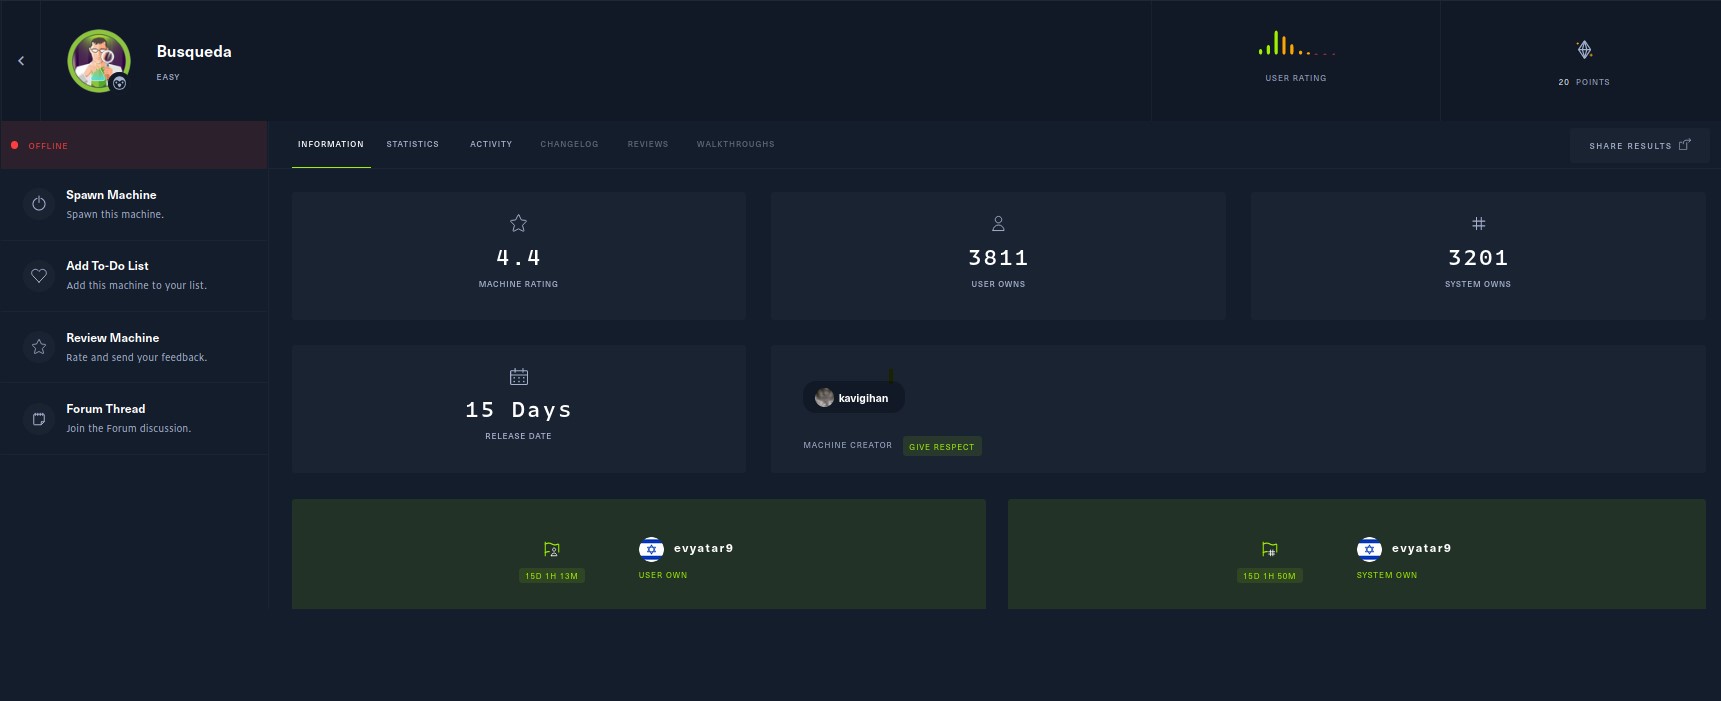 Busqueda
EASY
USER RATING
20 POINTS
OFFLINE
INFORMATION STATISTICS ACTIVITY CHANGELOG REVIEWS WALKTHROUGHS
SHARE RESULTS
Spawn Machine
Spawn this machine.
Add To-Do List
Add this machine to your list.
Review Machine
Rate and send your feedback.
Forum Thread
Join the Forum discussion.
4.4
MACHINE RATING
3811
USER OWNS
3201
SYSTEM OWNS
15 Days
RELEASE DATE
kavigihan
MACHINE CREATOR GIVE RESPECT
15D 1H 13M
evyatar9
USER OWN
15D 1H 50M
evyatar9
SYSTEM OWN